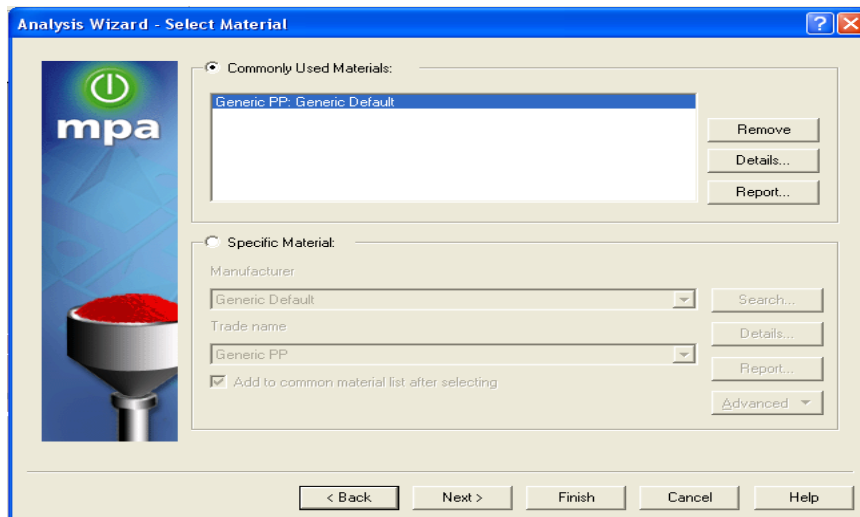 Analysis Wizard - Select Material
mpa
Commonly Used Materials:
Generic PP: Generic Default
Remove
Details...
Report...
Specific Material:
Manufacturer
Generic Default
Search...
Trade name
Details...
Generic PP
Report...
Add to common material list after selecting
Advanced
< Back
Next >
Finish
Cancel
Help